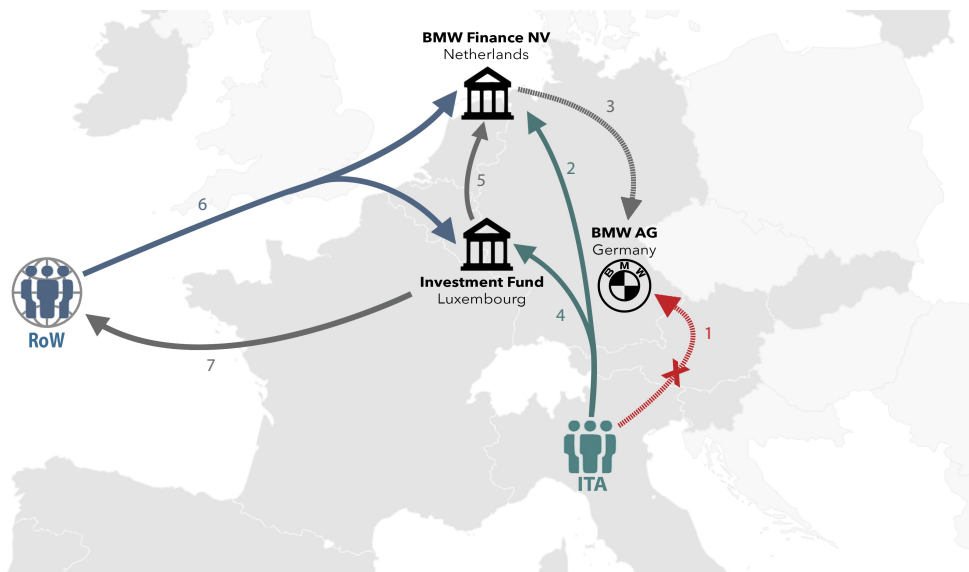 BMW Finance NV
Netherlands
3
2
5
6
BMW AG
Germany
BMW
Investment Fund
Luxembourg
4
1
RoW
7
ITA